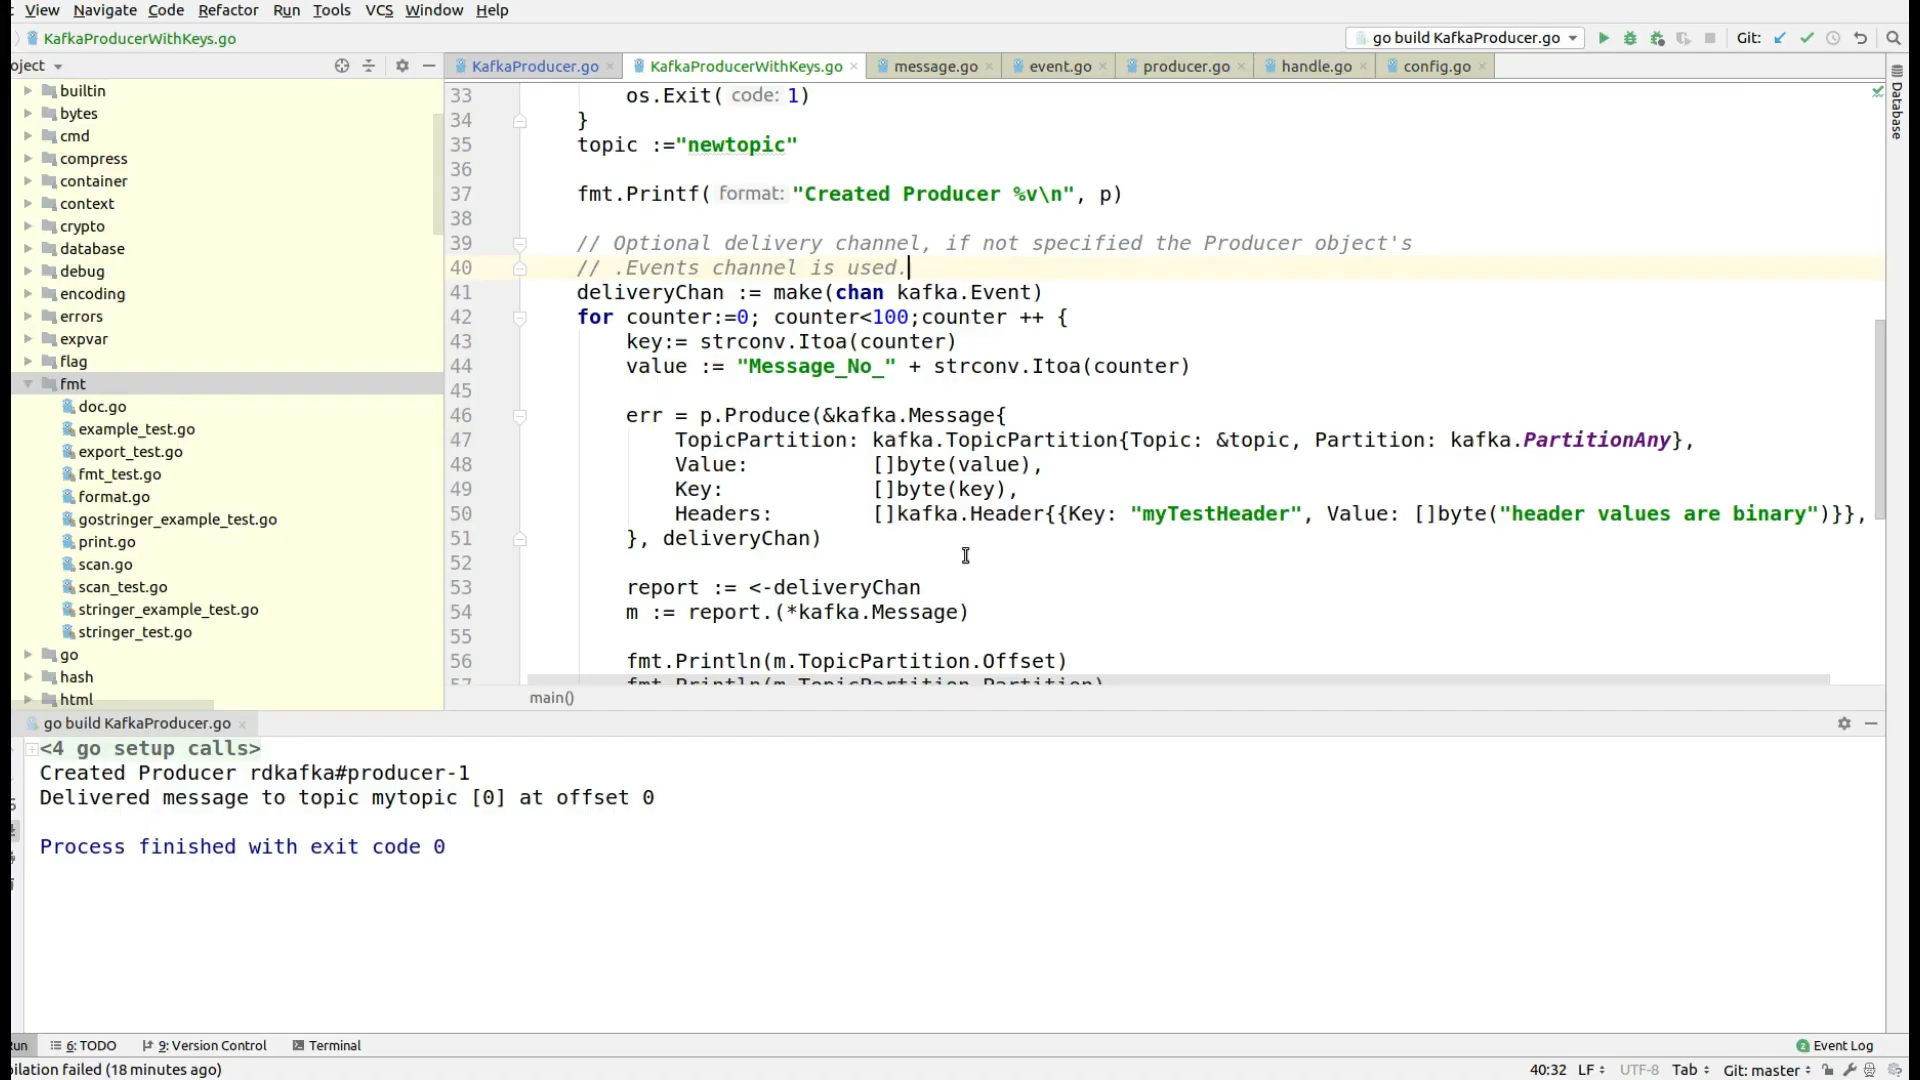 View Navigate Code Refactor Run Tools VCS Window Help
KafkaProducerWithKeys.go
go build KafkaProducer.go
Git:
oject
KafkaProducer.go
KafkaProducerWithKeys.go
message.go
event.go
producer.go
handle.go
config.go
builtin
bytes
cmd
compress
container
context
crypto
database
debug
encoding
errors
expvar
flag
fmt
doc.go
example_test.go
export_test.go
fmt_test.go
format.go
gostringer_example_test.go
print.go
scan.go
scan_test.go
stringer_example_test.go
stringer_test.go
go
hash
html
33 os.Exit( code: 1)
34 }
35 topic :="newtopic"
36
37 fmt.Printf( format: "Created Producer %v\n", p)
38
39 // Optional delivery channel, if not specified the Producer object's
40 // .Events channel is used.
41 deliveryChan := make(chan kafka.Event)
42 for counter:=0; counter<100;counter ++ {
43 key:= strconv.Itoa(counter)
44 value := "Message_No_" + strconv.Itoa(counter)
45
46 err = p.Produce(&kafka.Message{
47 TopicPartition: kafka.TopicPartition{Topic: &topic, Partition: kafka.PartitionAny},
48 Value: []byte(value),
49 Key: []byte(key),
50 Headers: []kafka.Header{{Key: "myTestHeader", Value: []byte("header values are binary")}},
51 }, deliveryChan)
52
53 report := <-deliveryChan
54 m := report.(*kafka.Message)
55
56 fmt.Println(m.TopicPartition.Offset)
57 fmt.Println(m.TopicPartition.Partition)
main()
Database
go build KafkaProducer.go
<4 go setup calls>
Created Producer rdkafka#producer-1
Delivered message to topic mytopic [0] at offset 0
Process finished with exit code 0
un
6: TODO
9: Version Control
Terminal
2 Event Log
ilation failed (18 minutes ago)
40:32 LF UTF-8 Tab Git: master